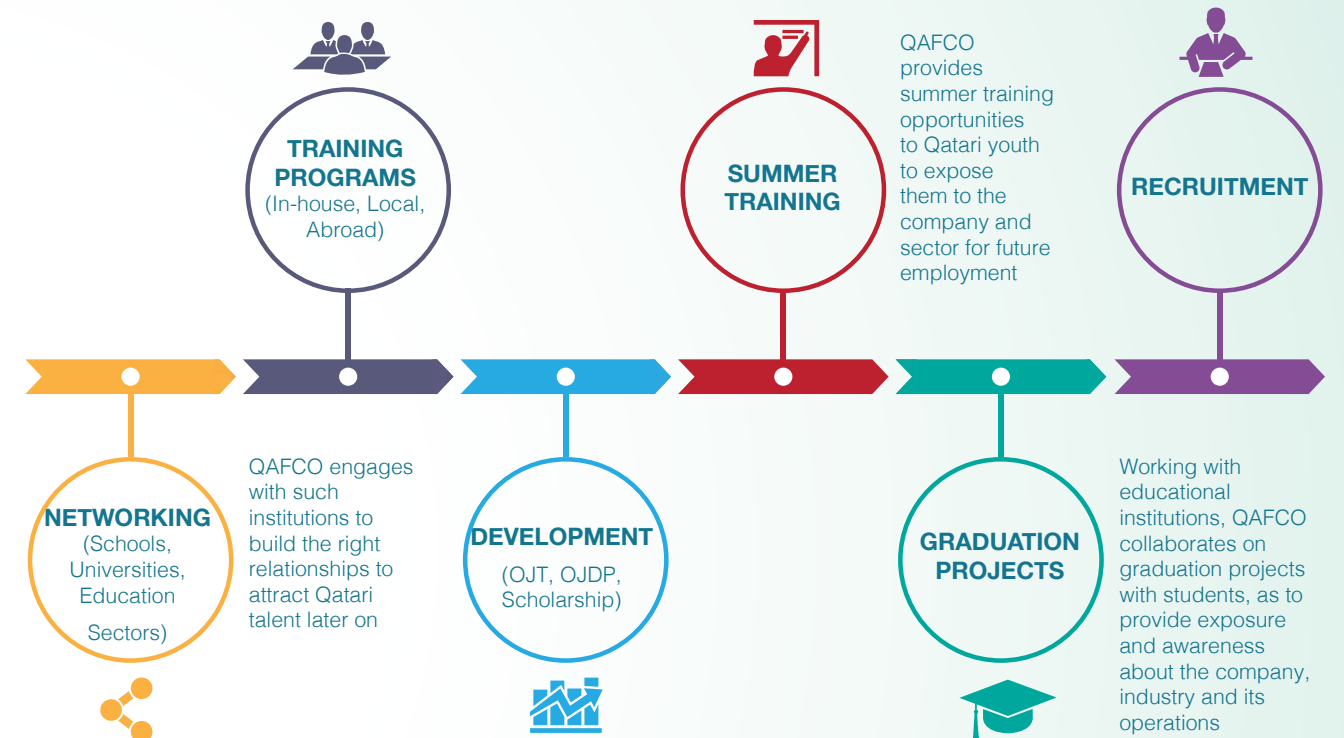 TRAINING
PROGRAMS
(In-house, Local,
Abroad)
SUMMER
TRAINING
QAFCO
provides
summer training
opportunities
to Qatari youth
to expose
them to the
company and
sector for future
employment
RECRUITMENT
NETWORKING
(Schools,
Universities,
Education
Sectors)
QAFCO engages
with such
institutions to
build the right
relationships to
attract Qatari
talent later on
DEVELOPMENT
(OJT, OJDP,
Scholarship)
GRADUATION
PROJECTS
Working with
educational
institutions, QAFCO
collaborates on
graduation projects
with students, as to
provide exposure
and awareness
about the company,
industry and its
operations